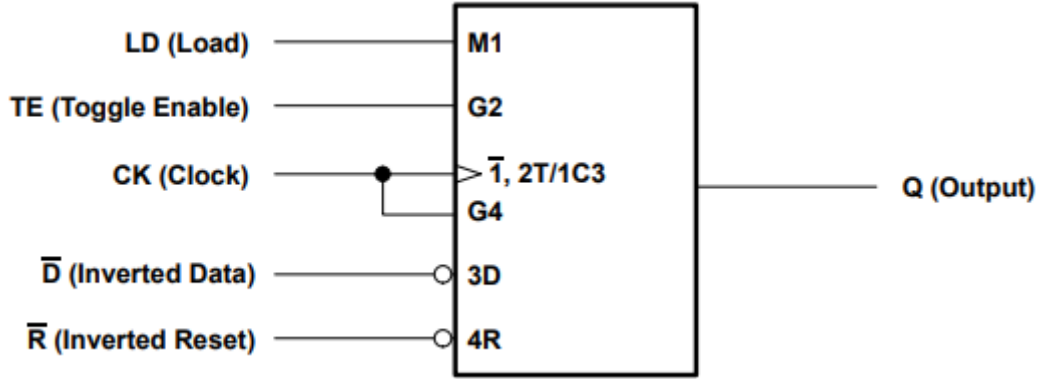 LD (Load)
M1
TE (Toggle Enable)
G2
CK (Clock)
1̅, 2T/1C3
G4
Q (Output)
D̅ (Inverted Data)
3D
R̅ (Inverted Reset)
4R